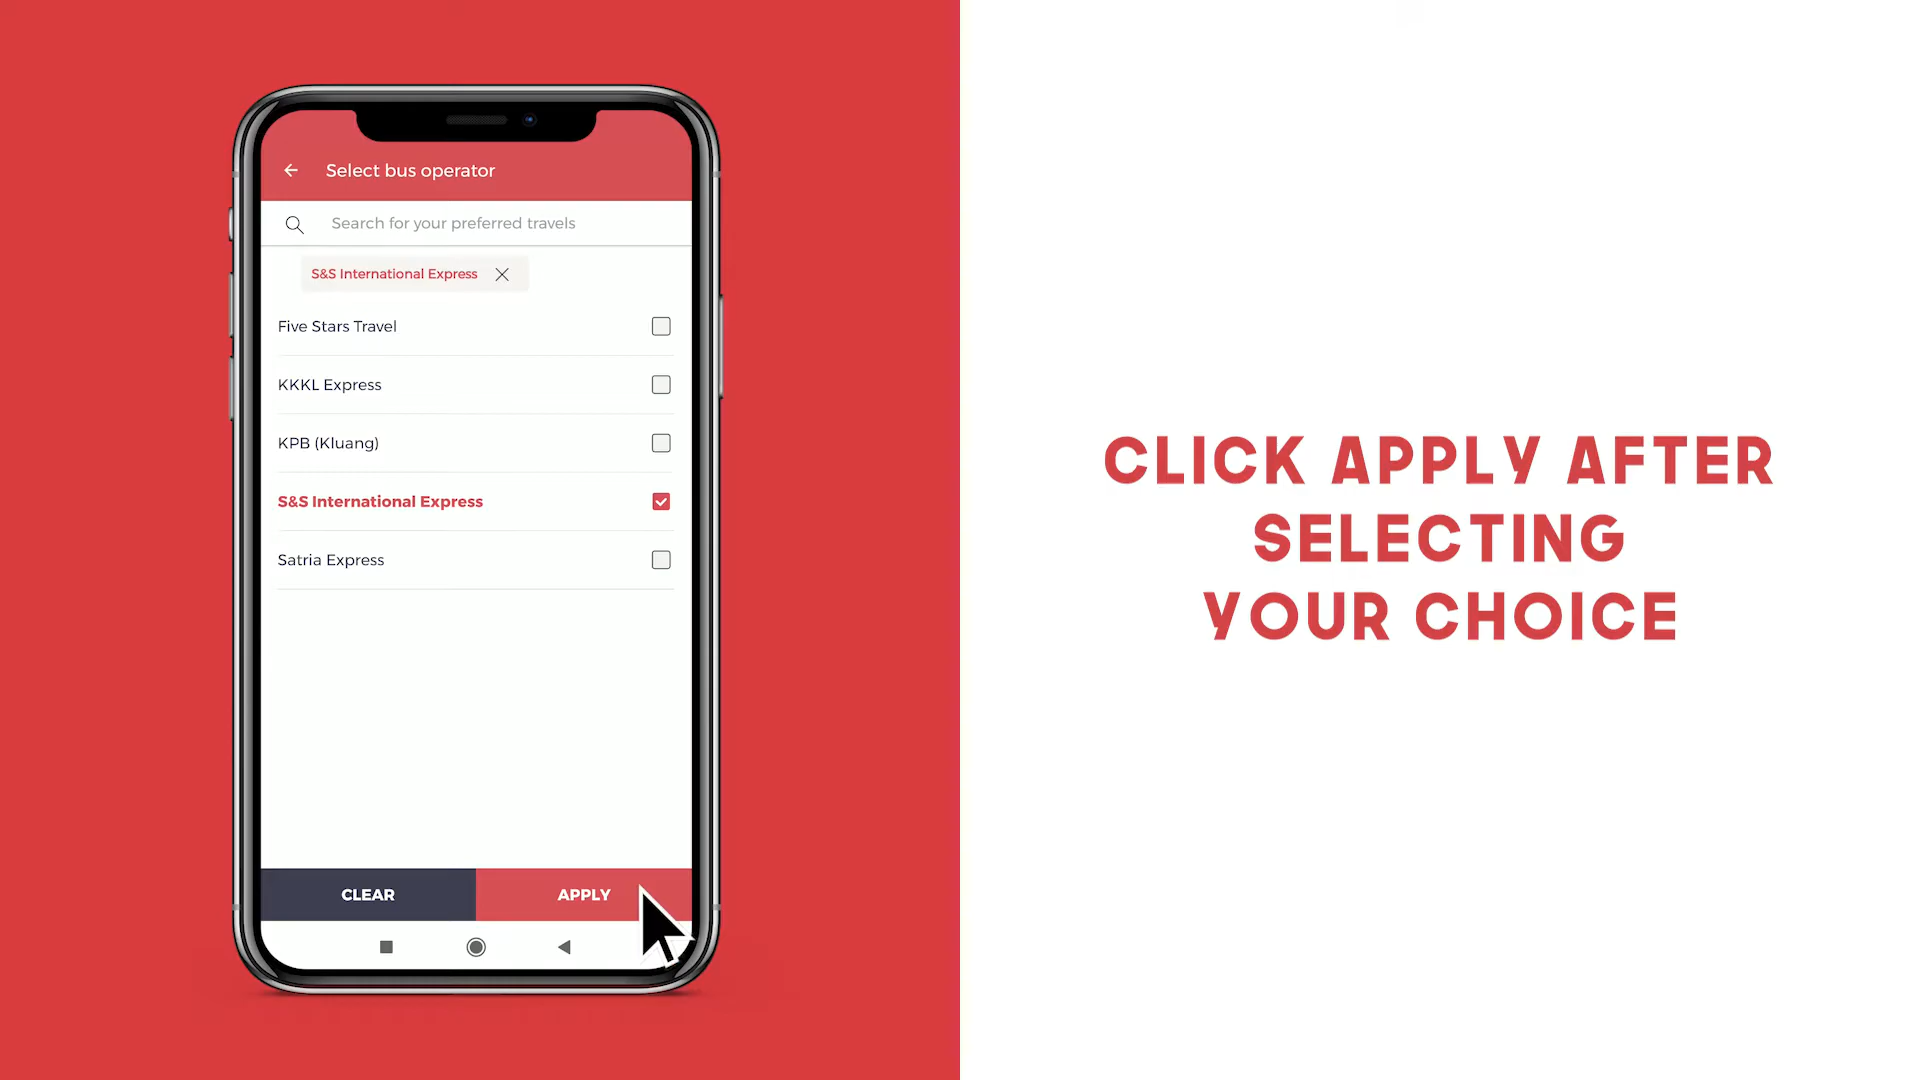 Select bus operator
Search for your preferred travels
S&S International Express
Five Stars Travel
KKKL Express
KPB (Kluang)
S&S International Express
Satria Express
CLEAR
APPLY
CLICK APPLY AFTER
SELECTING
YOUR CHOICE